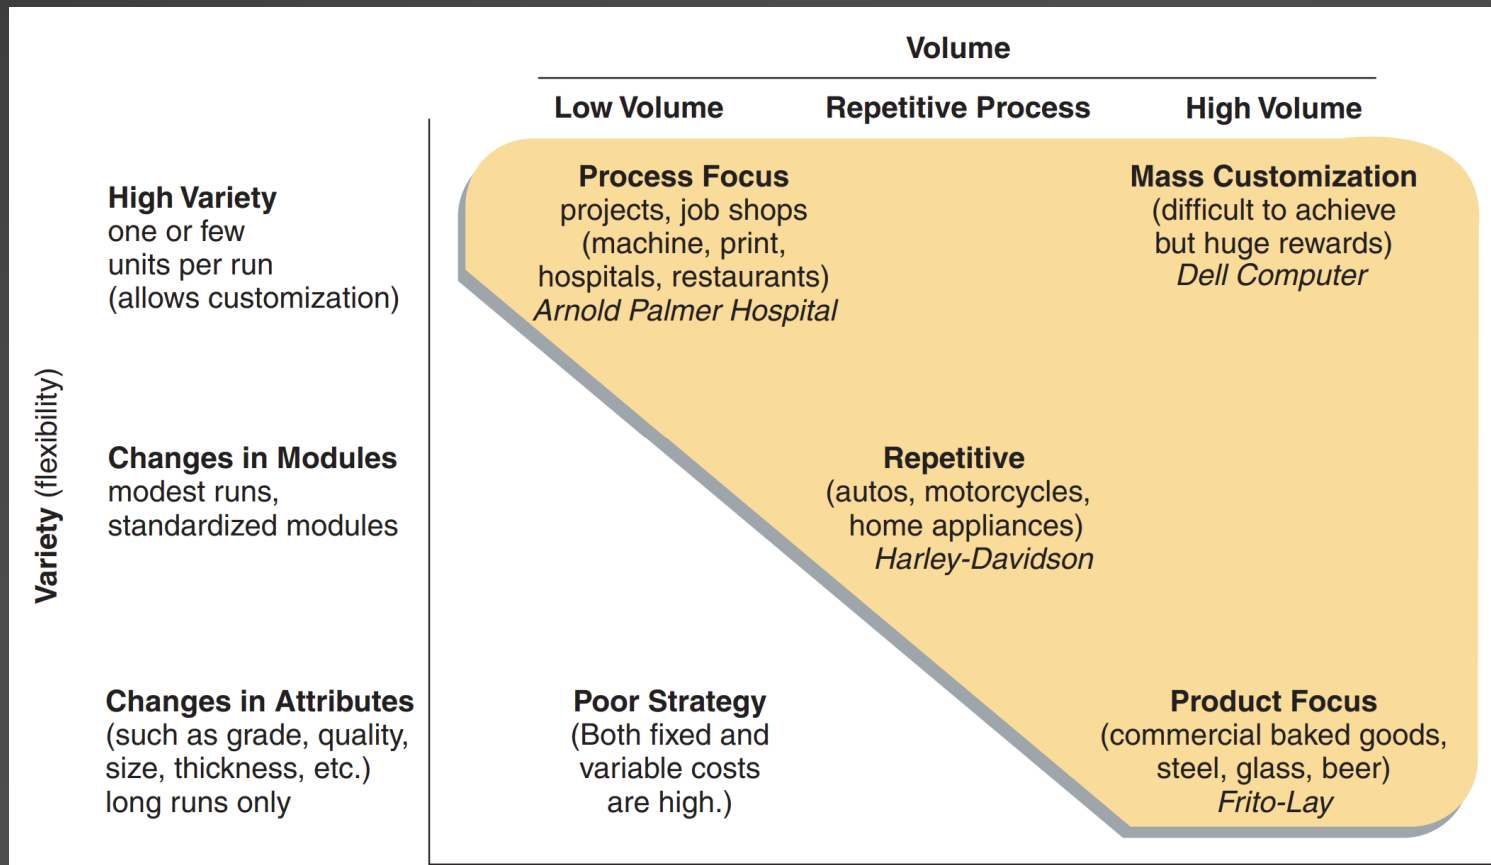 Volume
Low Volume
Repetitive Process
High Volume
Variety (flexibility)
High Variety
one or few
units per run
(allows customization)
Process Focus
projects, job shops
(machine, print,
hospitals, restaurants)
Arnold Palmer Hospital
Mass Customization
(difficult to achieve
but huge rewards)
Dell Computer
Changes in Modules
modest runs,
standardized modules
Repetitive
(autos, motorcycles,
home appliances)
Harley-Davidson
Changes in Attributes
(such as grade, quality,
size, thickness, etc.)
long runs only
Poor Strategy
(Both fixed and
variable costs
are high.)
Product Focus
(commercial baked goods,
steel, glass, beer)
Frito-Lay